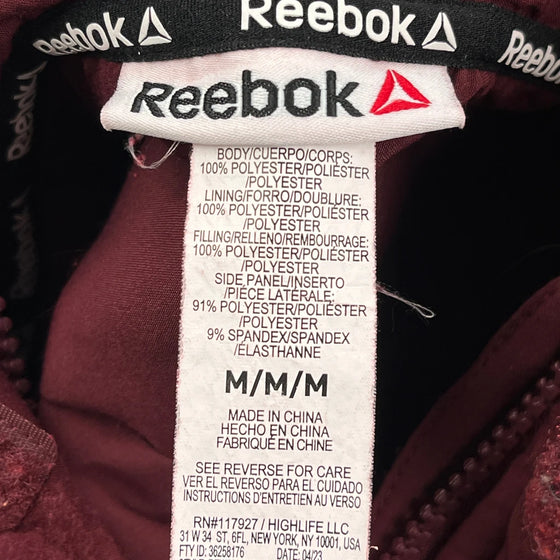 Reebok Reebok Reebok
Reebok
Reebok
Reebok
BODY/CUERPO/CORPS:
100% POLYESTER/POLIÉSTER
/POLYESTER
LINING/FORRO/DOUBLURE:
100% POLYESTER/POLIÉSTER
/POLYESTER
FILLING/RELLENO/REMBOURRAGE:
100% POLYESTER/POLIÉSTER
/POLYESTER
SIDE PANEL/INSERTO
/PIÈCE LATÉRALE:
91% POLYESTER/POLIÉSTER
/POLYESTER
9% SPANDEX/SPANDEX
/ÉLASTHANNE
M/M/M
MADE IN CHINA
HECHO EN CHINA
FABRIQUÉ EN CHINE
SEE REVERSE FOR CARE
VER EL REVERSO PARA EL CUIDADO
INSTRUCTIONS D'ENTRETIEN AU VERSO
RN#117927 / HIGHLIFE LLC
31 W 34 ST, 6FL, NEW YORK, NY 10001, USA
FTY ID: 36258176 DATE: 04/23